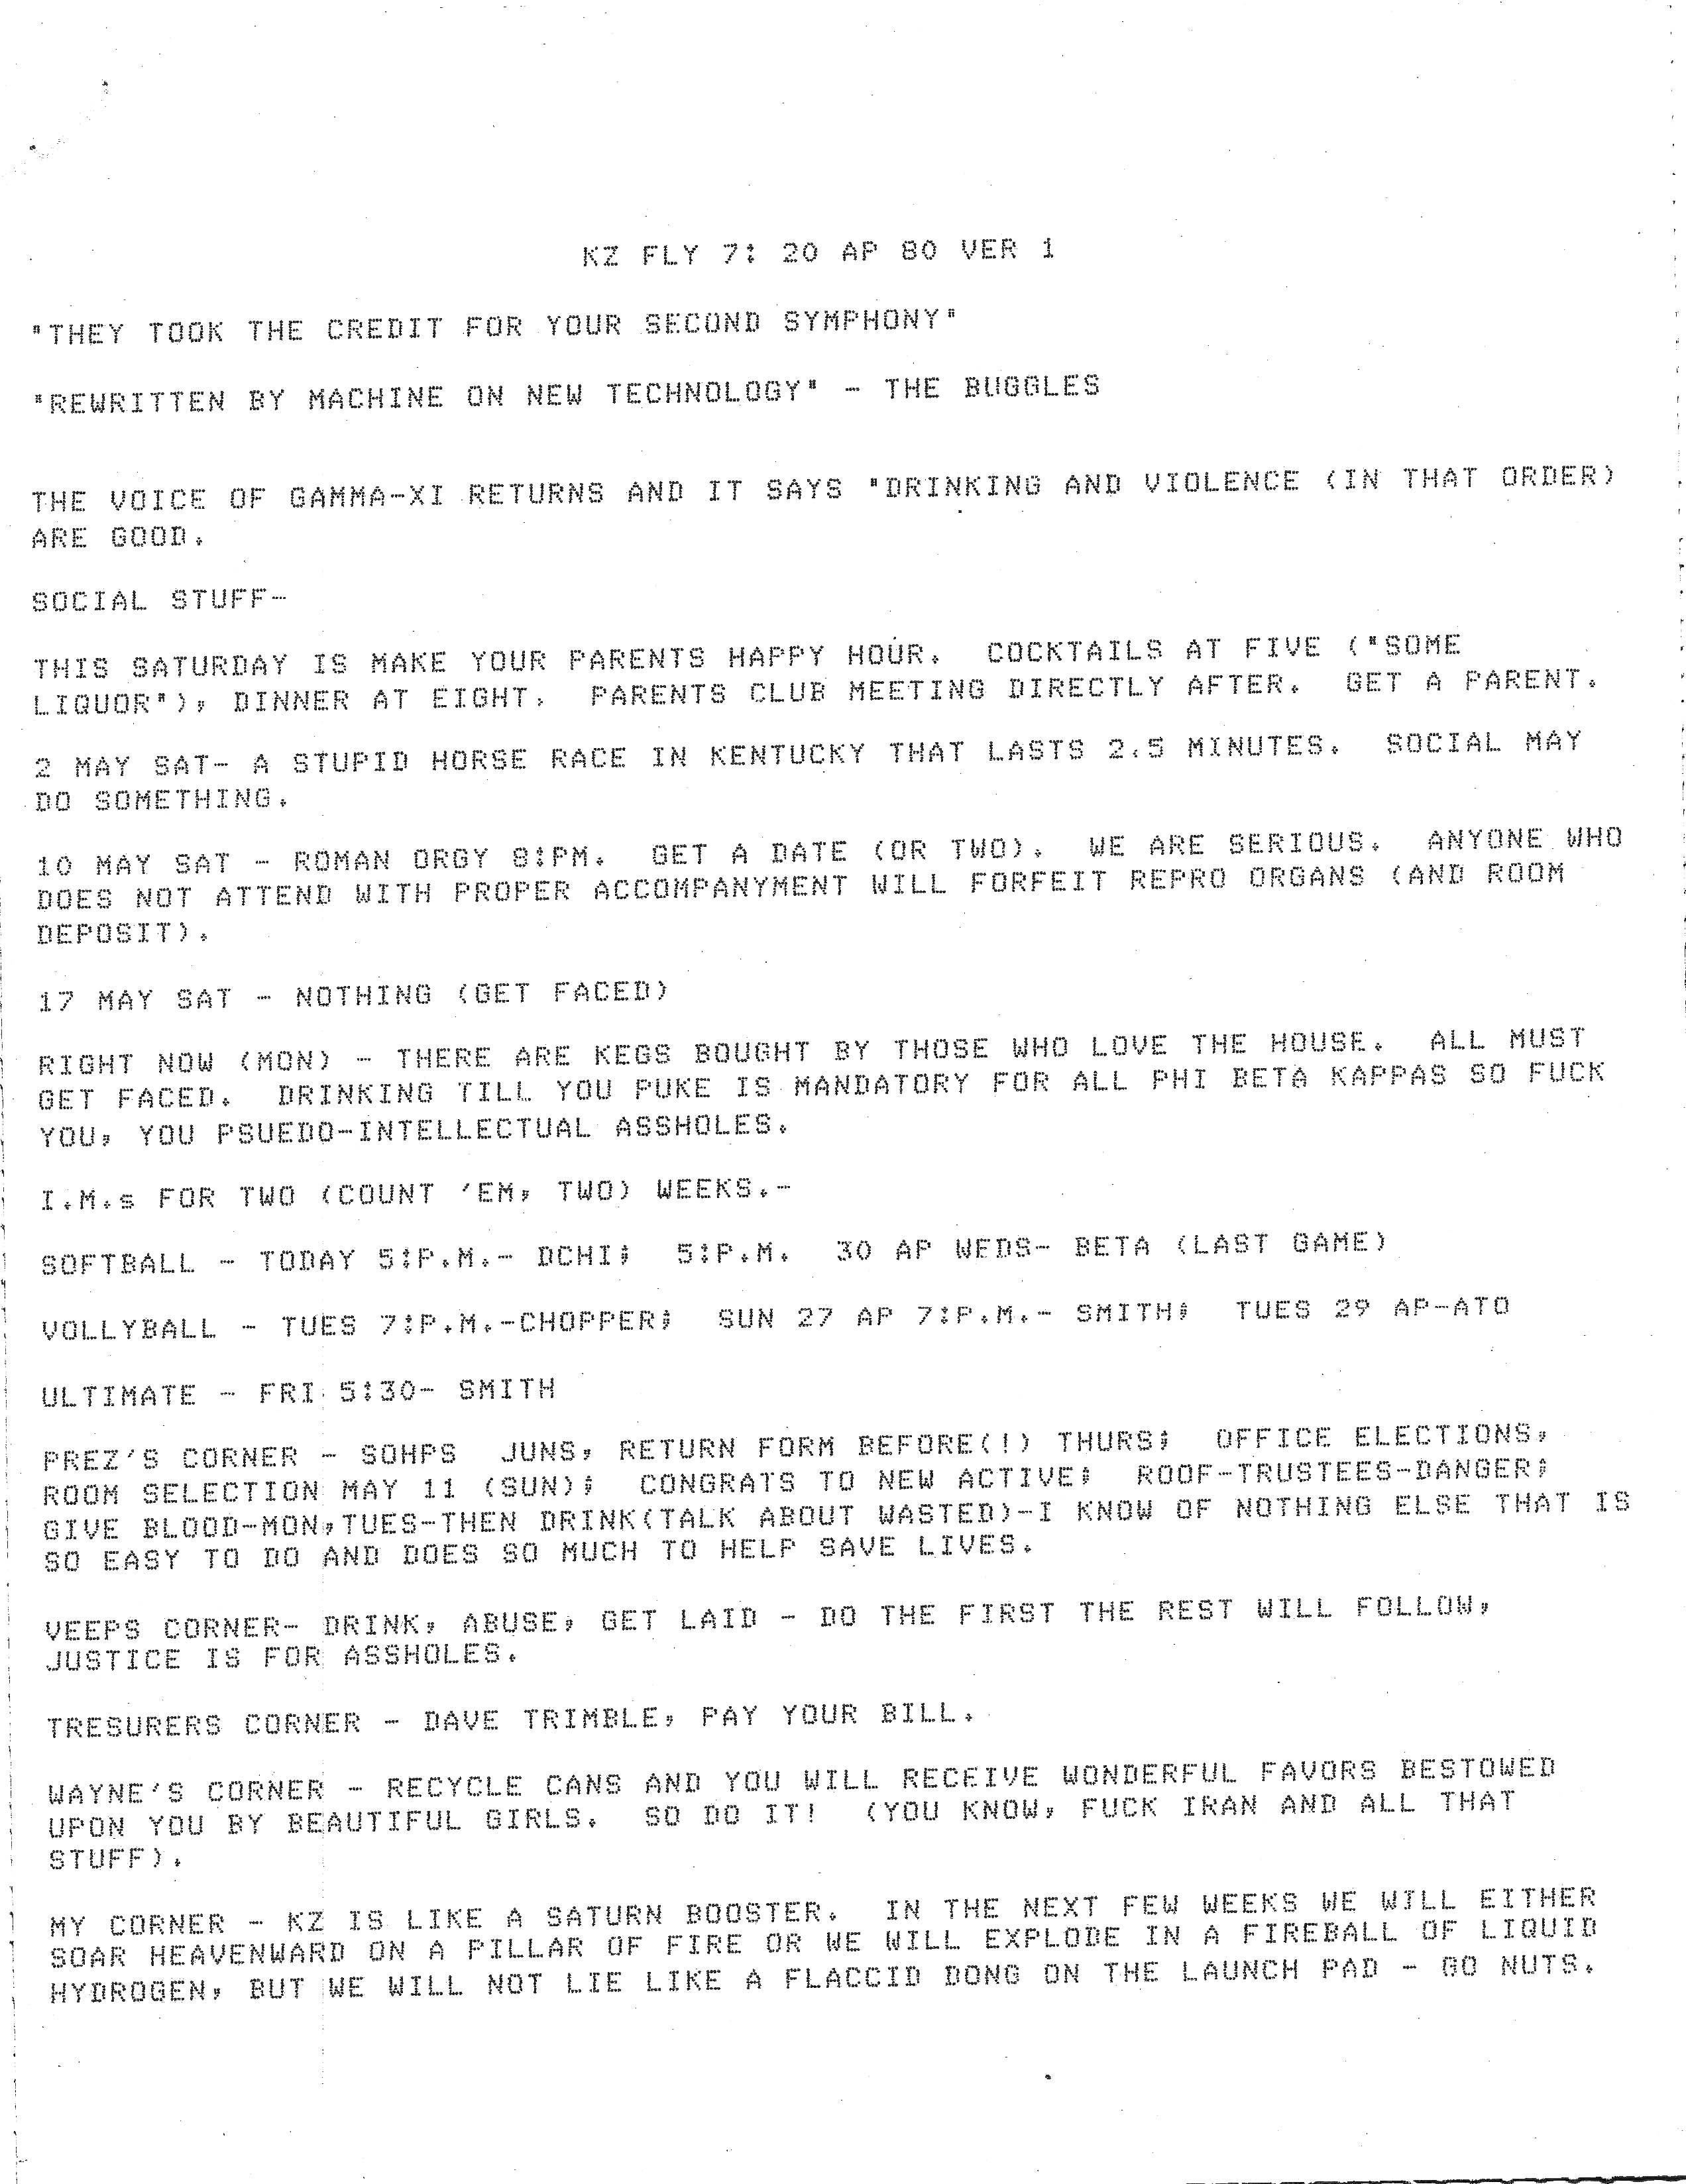 KZ FLY 7: 20 AP 80 VER 1
"THEY TOOK THE CREDIT FOR YOUR SECOND SYMPHONY"
"REWRITTEN BY MACHINE ON NEW TECHNOLOGY" - THE BUGGLES
THE VOICE OF GAMMA-XI RETURNS AND IT SAYS "DRINKING AND VIOLENCE (IN THAT ORDER)
ARE GOOD.
SOCIAL STUFF-
THIS SATURDAY IS MAKE YOUR PARENTS HAPPY HOUR.  COCKTAILS AT FIVE ("SOME
LIQUOR"), DINNER AT EIGHT.  PARENTS CLUB MEETING DIRECTLY AFTER.  GET A PARENT.
2 MAY SAT- A STUPID HORSE RACE IN KENTUCKY THAT LASTS 2.5 MINUTES.  SOCIAL MAY
DO SOMETHING.
10 MAY SAT - ROMAN ORGY 8:PM.  GET A DATE (OR TWO).  WE ARE SERIOUS.  ANYONE WHO
DOES NOT ATTEND WITH PROPER ACCOMPANYMENT WILL FORFEIT REPRO ORGANS (AND ROOM
DEPOSIT).
17 MAY SAT - NOTHING (GET FACED)
RIGHT NOW (MON) - THERE ARE KEGS BOUGHT BY THOSE WHO LOVE THE HOUSE.  ALL MUST
GET FACED.  DRINKING TILL YOU PUKE IS MANDATORY FOR ALL PHI BETA KAPPAS SO FUCK
YOU, YOU PSUEDO-INTELLECTUAL ASSHOLES.
I.M.s FOR TWO (COUNT 'EM, TWO) WEEKS.-
SOFTBALL - TODAY 5:P.M.- DCHI;  5:P.M.  30 AP WEDS- BETA (LAST GAME)
VOLLYBALL - TUES 7:P.M.-CHOPPER;  SUN 27 AP 7:P.M.- SMITH;  TUES 29 AP-ATO
ULTIMATE - FRI 5:30- SMITH
PREZ'S CORNER - SOHPS  JUNS, RETURN FORM BEFORE(!) THURS;  OFFICE ELECTIONS,
ROOM SELECTION MAY 11 (SUN);  CONGRATS TO NEW ACTIVE;  ROOF-TRUSTEES-DANGER;
GIVE BLOOD-MON,TUES-THEN DRINK(TALK ABOUT WASTED)-I KNOW OF NOTHING ELSE THAT IS
SO EASY TO DO AND DOES SO MUCH TO HELP SAVE LIVES.
VEEPS CORNER- DRINK, ABUSE, GET LAID - DO THE FIRST THE REST WILL FOLLOW,
JUSTICE IS FOR ASSHOLES.
TRESURERS CORNER - DAVE TRIMBLE, PAY YOUR BILL.
WAYNE'S CORNER - RECYCLE CANS AND YOU WILL RECEIVE WONDERFUL FAVORS BESTOWED
UPON YOU BY BEAUTIFUL GIRLS.  SO DO IT!  (YOU KNOW, FUCK IRAN AND ALL THAT
STUFF).
MY CORNER - KZ IS LIKE A SATURN BOOSTER.  IN THE NEXT FEW WEEKS WE WILL EITHER
SOAR HEAVENWARD ON A PILLAR OF FIRE OR WE WILL EXPLODE IN A FIREBALL OF LIQUID
HYDROGEN, BUT WE WILL NOT LIE LIKE A FLACCID DONG ON THE LAUNCH PAD - GO NUTS.